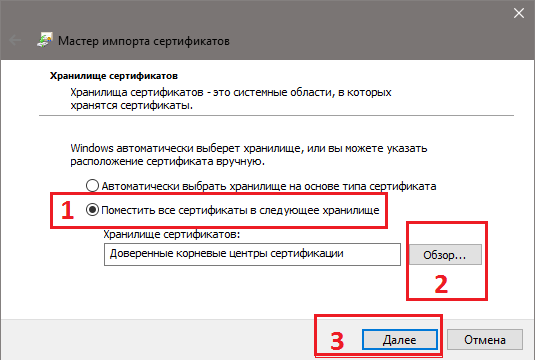 Мастер импорта сертификатов
Хранилище сертификатов
Хранилища сертификатов - это системные области, в которых
хранятся сертификаты.
Windows автоматически выберет хранилище, или вы можете указать
расположение сертификата вручную.
Автоматически выбрать хранилище на основе типа сертификата
1 Поместить все сертификаты в следующее хранилище
Хранилище сертификатов:
Доверенные корневые центры сертификации Обзор...
2
3 Далее Отмена